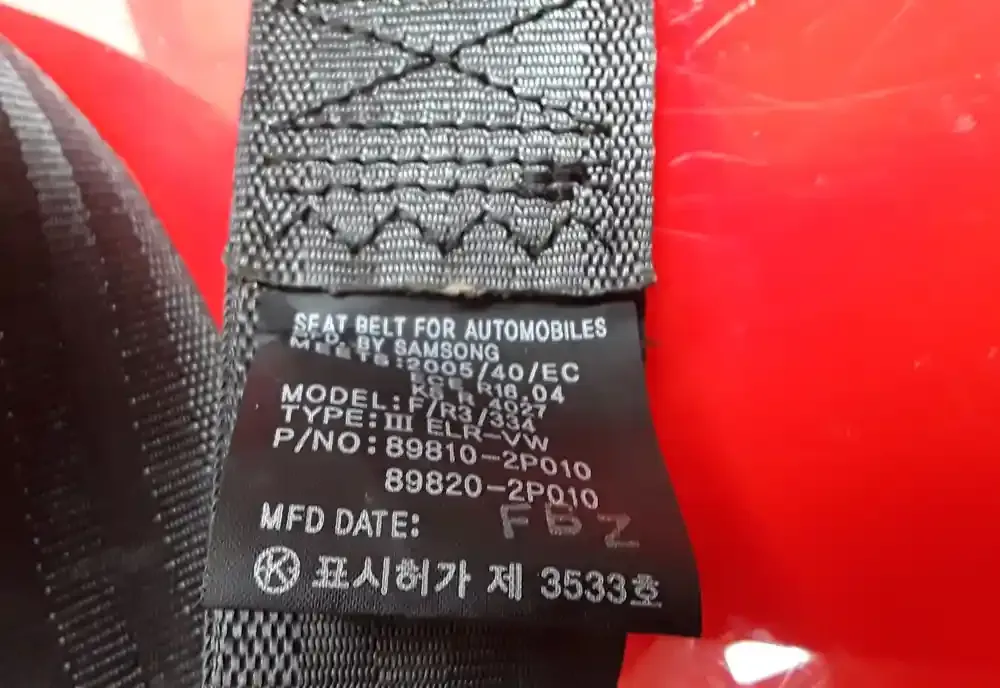 SEAT BELT FOR AUTOMOBILES
M'D. BY SAMSONG
MEETS:2005/40/EC
ECE R16.04
KS R 4027
MODEL:F/R3/334
TYPE:Ⅲ ELR-VW
P/NO:89810-2P010
89820-2P010
MFD DATE: F Z
Ⓚ 표시허가 제 3533호